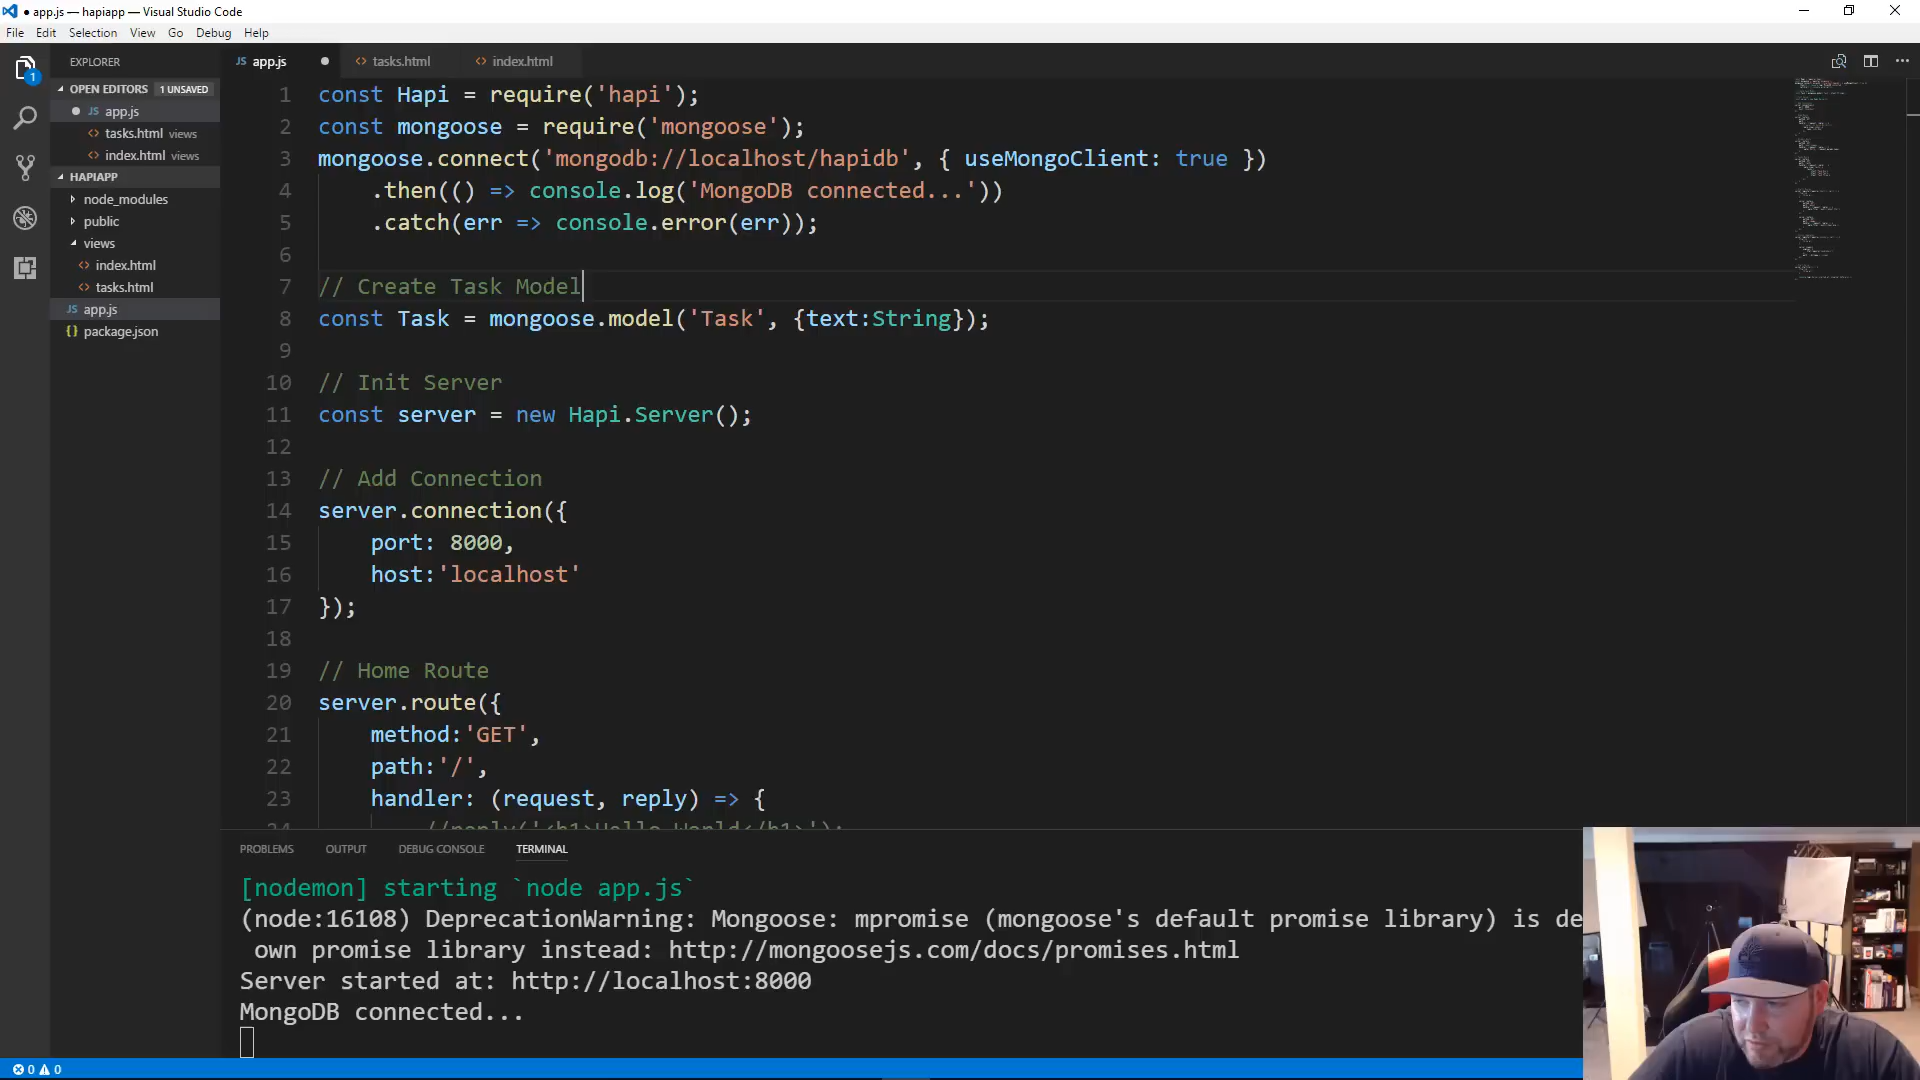 ● app.js — hapiapp — Visual Studio Code
File Edit Selection View Go Debug Help
EXPLORER
OPEN EDITORS 1 UNSAVED
● JS app.js
<> tasks.html views
<> index.html views
HAPIAPP
node_modules
public
views
<> index.html
<> tasks.html
JS app.js
{} package.json
1
JS app.js ● <> tasks.html <> index.html
1 const Hapi = require('hapi');
2 const mongoose = require('mongoose');
3 mongoose.connect('mongodb://localhost/hapidb', { useMongoClient: true })
4 .then(() => console.log('MongoDB connected...'))
5 .catch(err => console.error(err));
6
7 // Create Task Model
8 const Task = mongoose.model('Task', {text:String});
9
10 // Init Server
11 const server = new Hapi.Server();
12
13 // Add Connection
14 server.connection({
15 port: 8000,
16 host:'localhost'
17 });
18
19 // Home Route
20 server.route({
21 method:'GET',
22 path:'/',
23 handler: (request, reply) => {
24 //reply('<h1>Hello World</h1>');
PROBLEMS OUTPUT DEBUG CONSOLE TERMINAL
[nodemon] starting `node app.js`
(node:16108) DeprecationWarning: Mongoose: mpromise (mongoose's default promise library) is de
own promise library instead: http://mongoosejs.com/docs/promises.html
Server started at: http://localhost:8000
MongoDB connected...
0 0